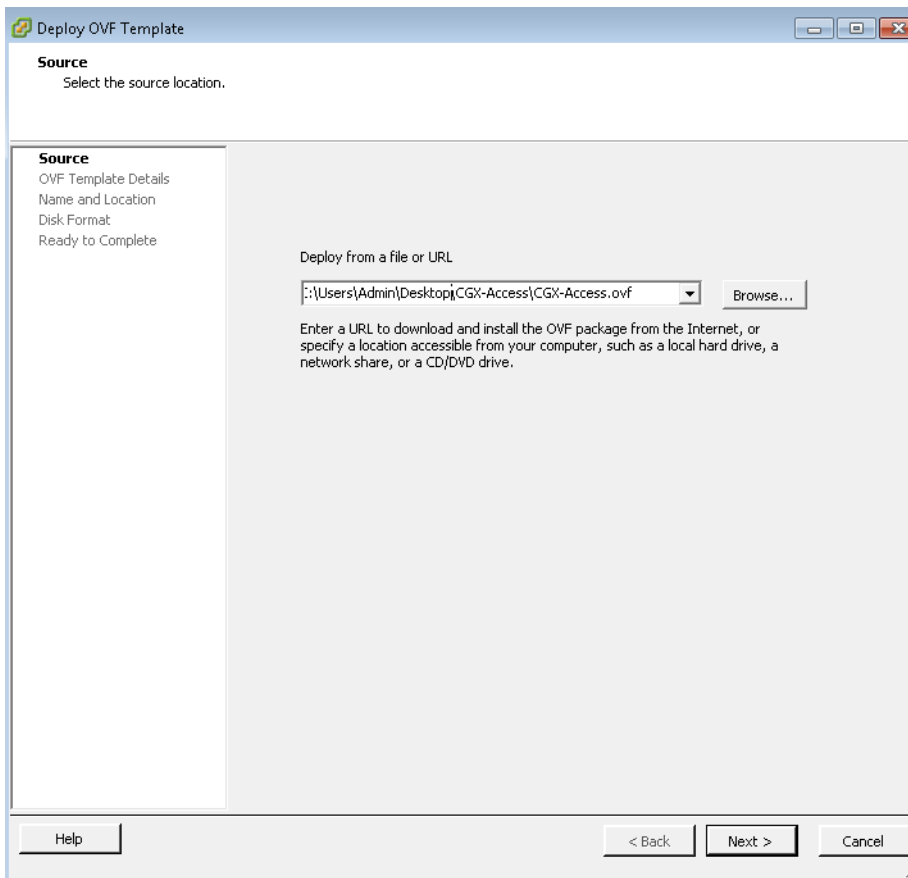 Deploy OVF Template
Source
Select the source location.
Source
OVF Template Details
Name and Location
Disk Format
Ready to Complete
Deploy from a file or URL
:\Users\Admin\Desktop\CGX-Access\CGX-Access.ovf
Browse...
Enter a URL to download and install the OVF package from the Internet, or
specify a location accessible from your computer, such as a local hard drive, a
network share, or a CD/DVD drive.
Help
< Back
Next >
Cancel